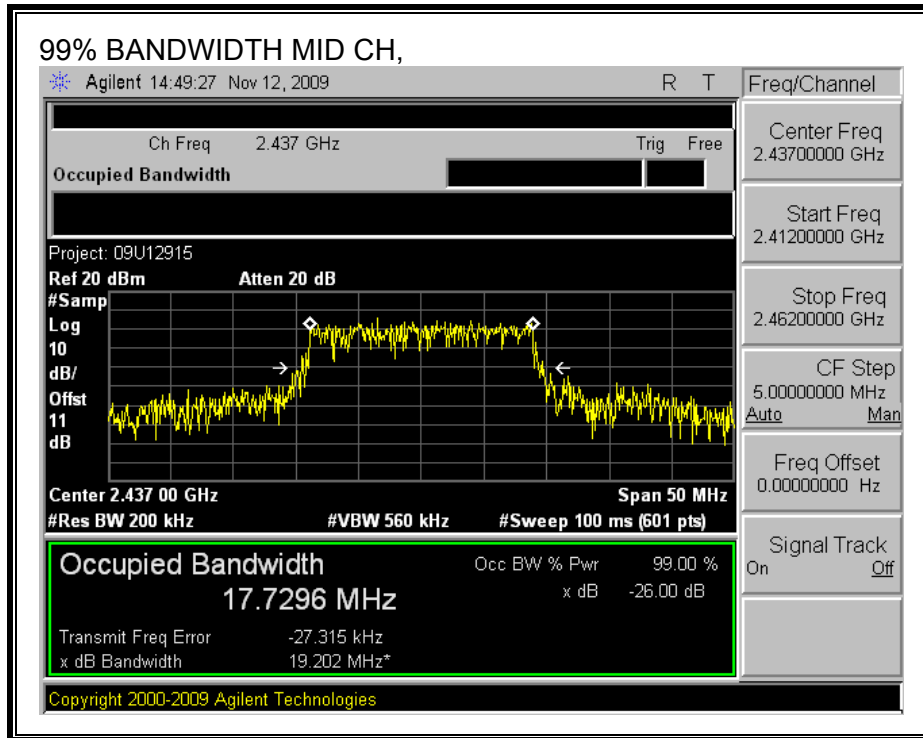 99% BANDWIDTH MID CH,
Agilent 14:49:27 Nov 12, 2009 R T
Freq/Channel
Ch Freq 2.437 GHz Trig Free
Occupied Bandwidth
Center Freq
2.43700000 GHz
Start Freq
2.41200000 GHz
Stop Freq
2.46200000 GHz
CF Step
5.00000000 MHz
Auto Man
Freq Offset
0.00000000 Hz
Signal Track
On Off
Project: 09U12915
Ref 20 dBm Atten 20 dB
#Samp
Log
10
dB/
Offst
11
dB
Center 2.437 00 GHz Span 50 MHz
#Res BW 200 kHz #VBW 560 kHz #Sweep 100 ms (601 pts)
Occupied Bandwidth
17.7296 MHz
Occ BW % Pwr 99.00 %
x dB -26.00 dB
Transmit Freq Error -27.315 kHz
x dB Bandwidth 19.202 MHz*
Copyright 2000-2009 Agilent Technologies